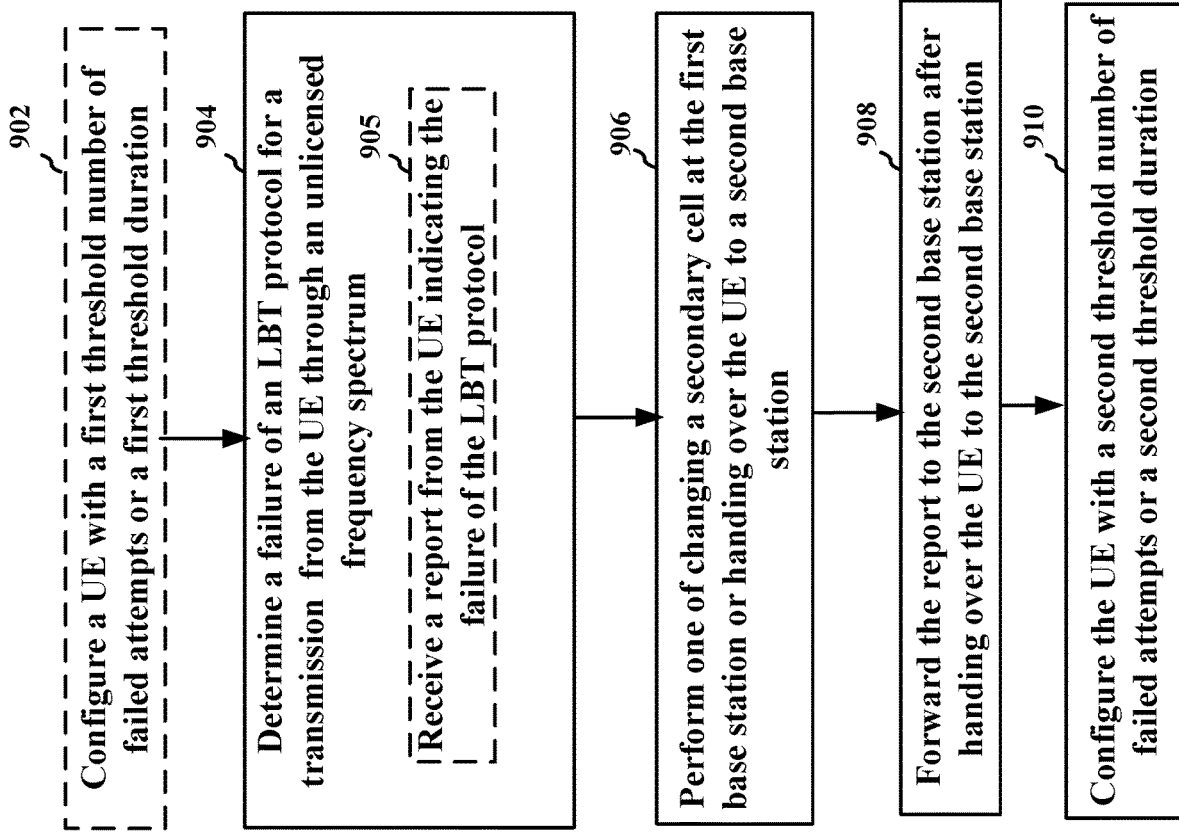 902
Configure a UE with a first threshold number of
failed attempts or a first threshold duration
904
Determine a failure of an LBT protocol for a
transmission from the UE through an unlicensed
frequency spectrum
905
Receive a report from the UE indicating the
failure of the LBT protocol
906
Perform one of changing a secondary cell at the first
base station or handing over the UE to a second base
station
908
Forward the report to the second base station after
handing over the UE to the second base station
910
Configure the UE with a second threshold number of
failed attempts or a second threshold duration